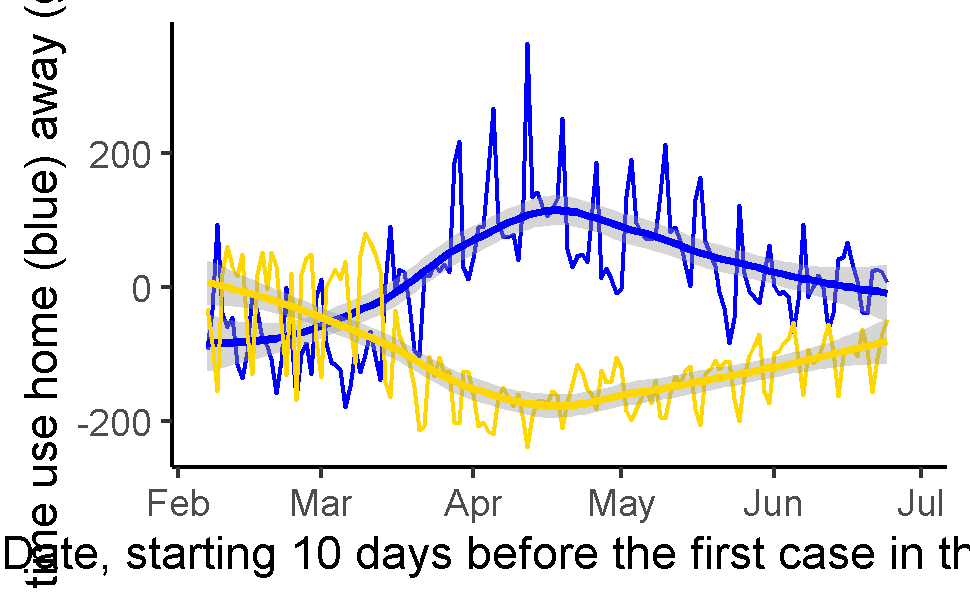 time use home (blue) away (
200
0
-200
Feb Mar Apr May Jun Jul
Date, starting 10 days before the first case in th